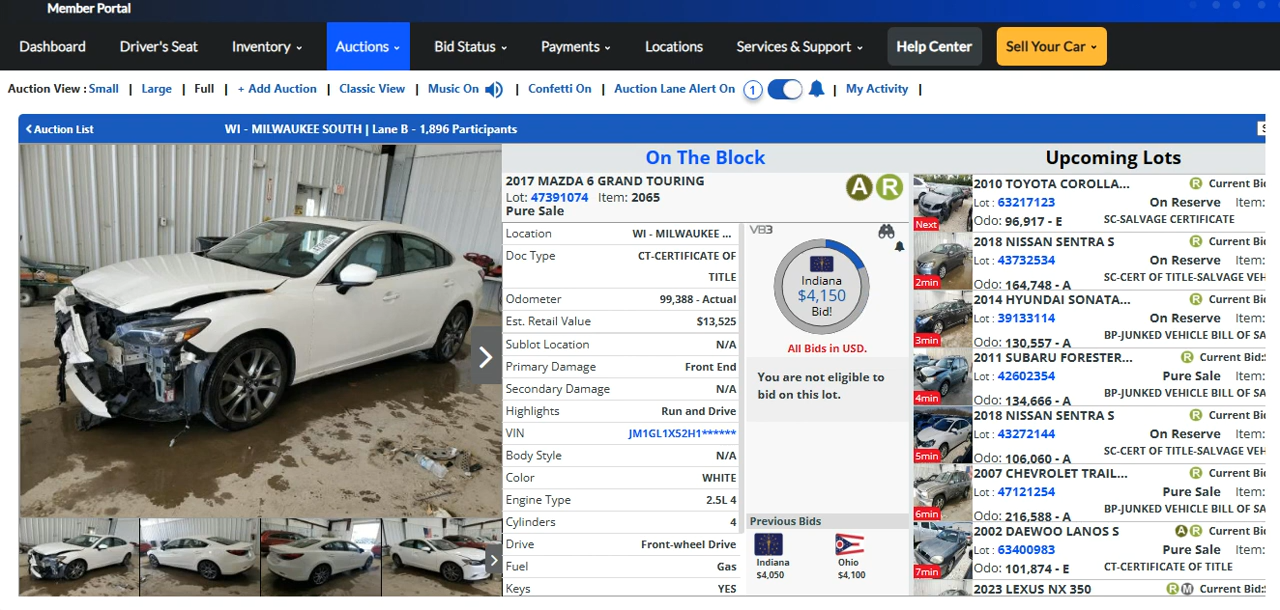 Member Portal
Dashboard Driver's Seat Inventory Auctions Bid Status Payments Locations Services & Support Help Center Sell Your Car
Auction View : Small | Large | Full | + Add Auction | Classic View | Music On | Confetti On | Auction Lane Alert On 1 | My Activity |
Auction List WI - MILWAUKEE SOUTH | Lane B - 1,896 Participants
On The Block
2017 MAZDA 6 GRAND TOURING
Lot: 47391074 Item: 2065
Pure Sale
A R
Location WI - MILWAUKEE ...
Doc Type CT-CERTIFICATE OF
TITLE
Odometer 99,388 - Actual
Est. Retail Value $13,525
Sublot Location N/A
Primary Damage Front End
Secondary Damage N/A
Highlights Run and Drive
VIN JM1GL1X52H1******
Body Style N/A
Color WHITE
Engine Type 2.5L 4
Cylinders 4
Drive Front-wheel Drive
Fuel Gas
Keys YES
VB3
Indiana
$4,150
Bid!
All Bids in USD.
You are not eligible to
bid on this lot.
Previous Bids
Indiana Ohio
$4,050 $4,100
Upcoming Lots
2010 TOYOTA COROLLA... R Current Bid
Lot : 63217123 On Reserve Item:
Next Odo: 96,917 - E SC-SALVAGE CERTIFICATE
2018 NISSAN SENTRA S R Current Bid
Lot : 43732534 On Reserve Item:
2min Odo: 164,748 - A SC-CERT OF TITLE-SALVAGE VEH
2014 HYUNDAI SONATA... R Current Bid
Lot : 39133114 On Reserve Item:
3min Odo: 130,557 - A BP-JUNKED VEHICLE BILL OF SA
2011 SUBARU FORESTER... R Current Bid:
Lot : 42602354 Pure Sale Item:
4min Odo: 134,666 - A BP-JUNKED VEHICLE BILL OF SA
2018 NISSAN SENTRA S R Current Bid
Lot : 43272144 On Reserve Item:
5min Odo: 106,060 - A SC-CERT OF TITLE-SALVAGE VEH
2007 CHEVROLET TRAIL... R Current Bid
Lot : 47121254 Pure Sale Item:
6min Odo: 216,588 - A BP-JUNKED VEHICLE BILL OF SA
2002 DAEWOO LANOS S A R Current Bid
Lot : 63400983 Pure Sale Item:
7min Odo: 101,874 - E CT-CERTIFICATE OF TITLE
2023 LEXUS NX 350 R M Current Bid: